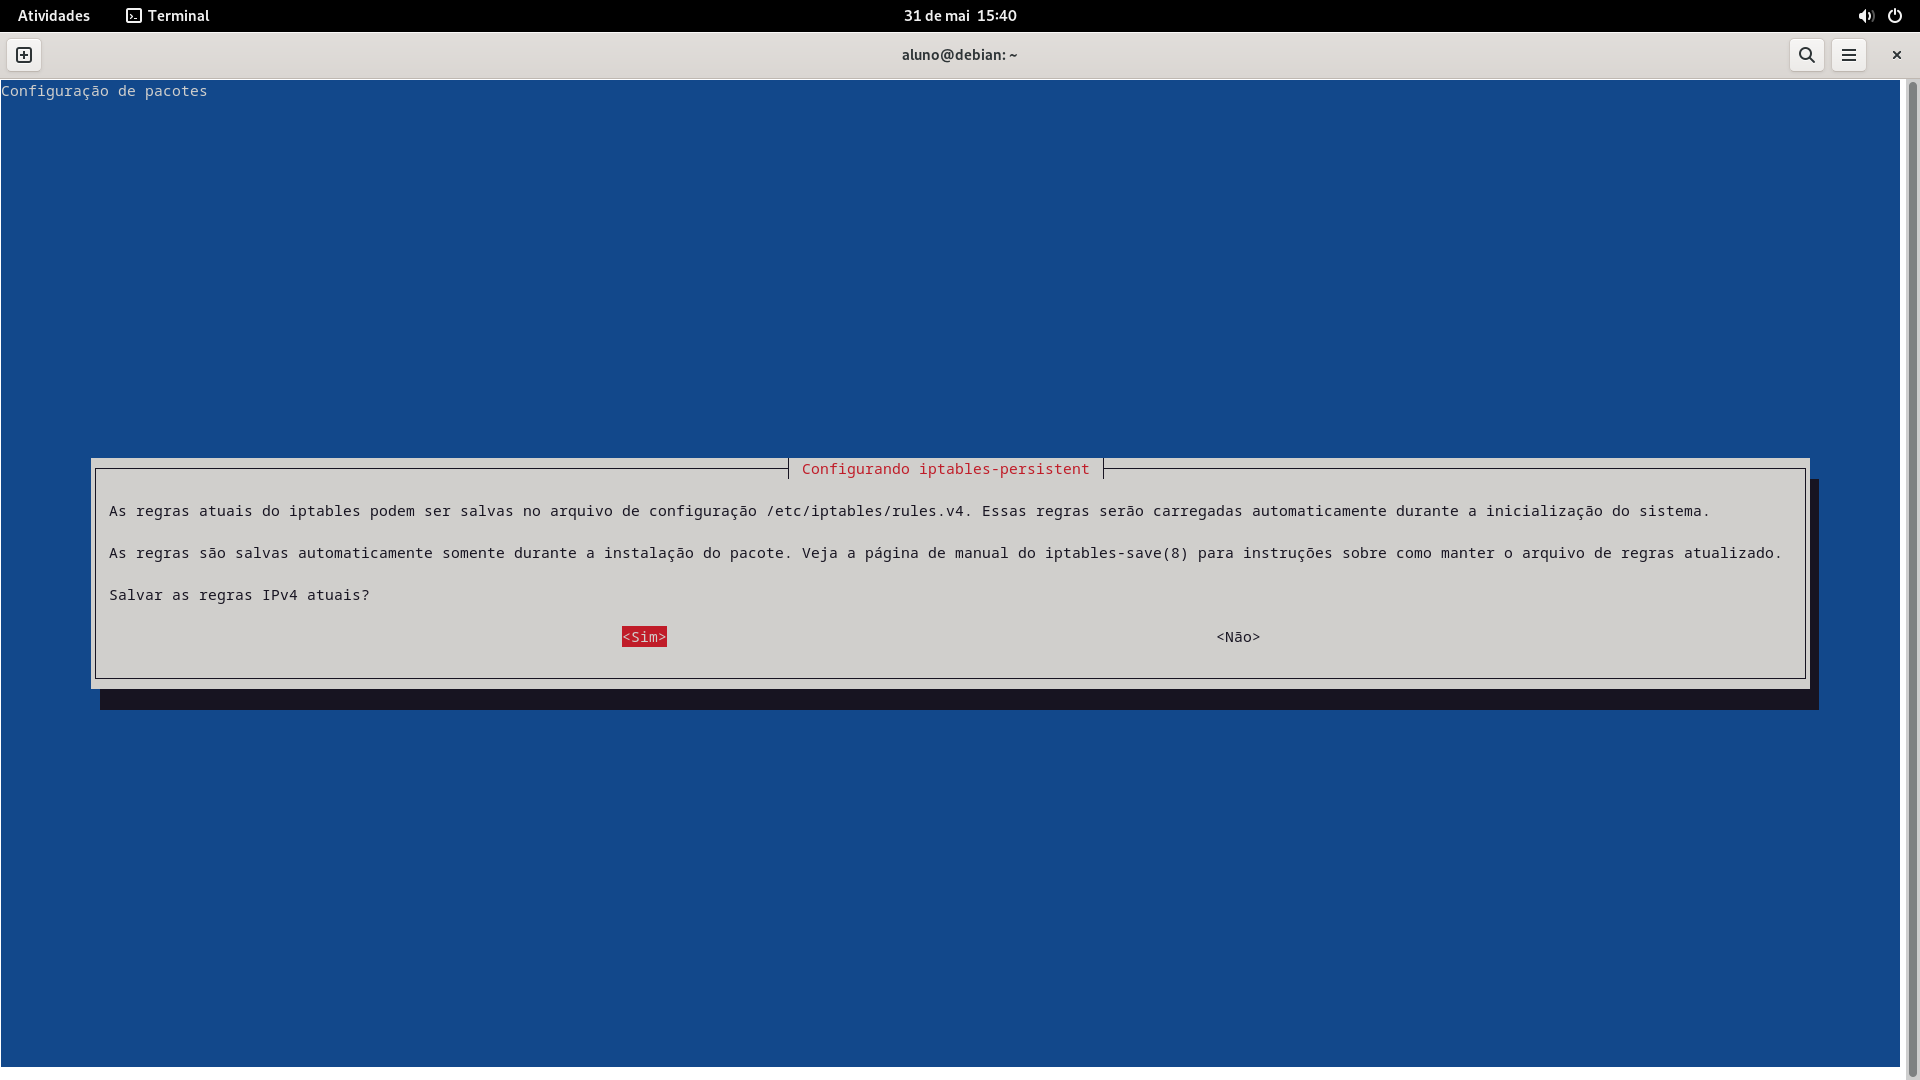 Atividades Terminal 31 de mai 15:40
aluno@debian: ~
Configuração de pacotes
Configurando iptables-persistent
As regras atuais do iptables podem ser salvas no arquivo de configuração /etc/iptables/rules.v4. Essas regras serão carregadas automaticamente durante a inicialização do sistema.
As regras são salvas automaticamente somente durante a instalação do pacote. Veja a página de manual do iptables-save(8) para instruções sobre como manter o arquivo de regras atualizado.
Salvar as regras IPv4 atuais?
<Sim> <Não>